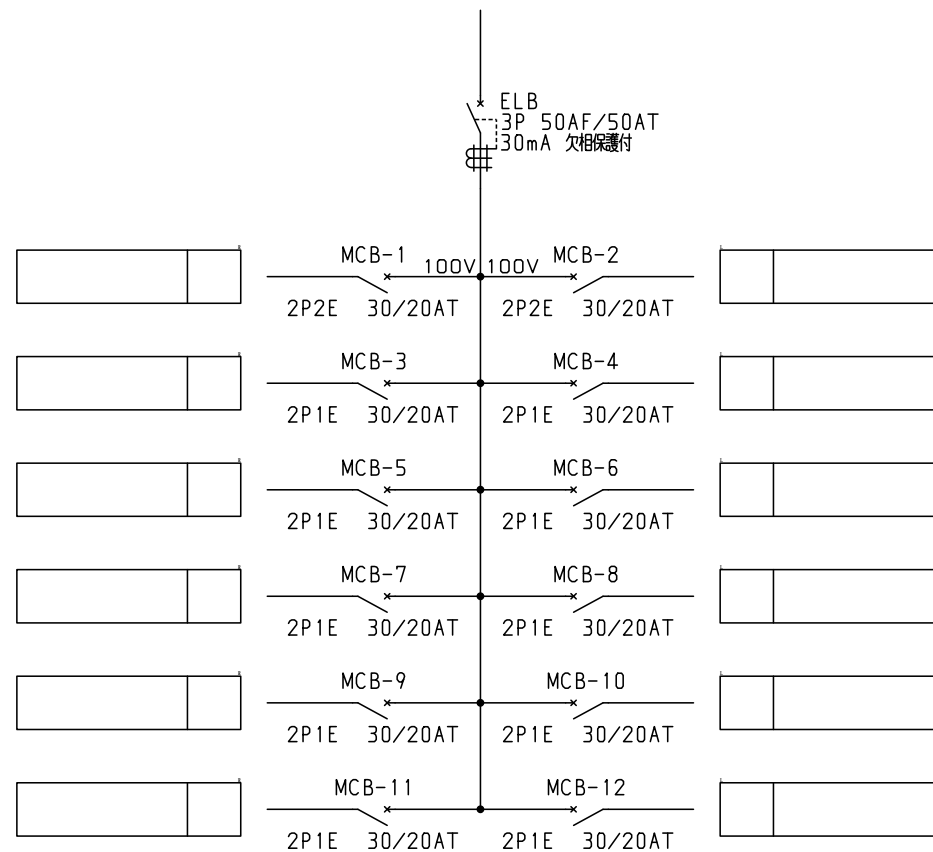 ELB
3P 50AF/50AT
30mA 欠相保護付
MCB-1 100V 100V MCB-2
2P2E 30/20AT 2P2E 30/20AT
MCB-3 MCB-4
2P1E 30/20AT 2P1E 30/20AT
MCB-5 MCB-6
2P1E 30/20AT 2P1E 30/20AT
MCB-7 MCB-8
2P1E 30/20AT 2P1E 30/20AT
MCB-9 MCB-10
2P1E 30/20AT 2P1E 30/20AT
MCB-11 MCB-12
2P1E 30/20AT 2P1E 30/20AT